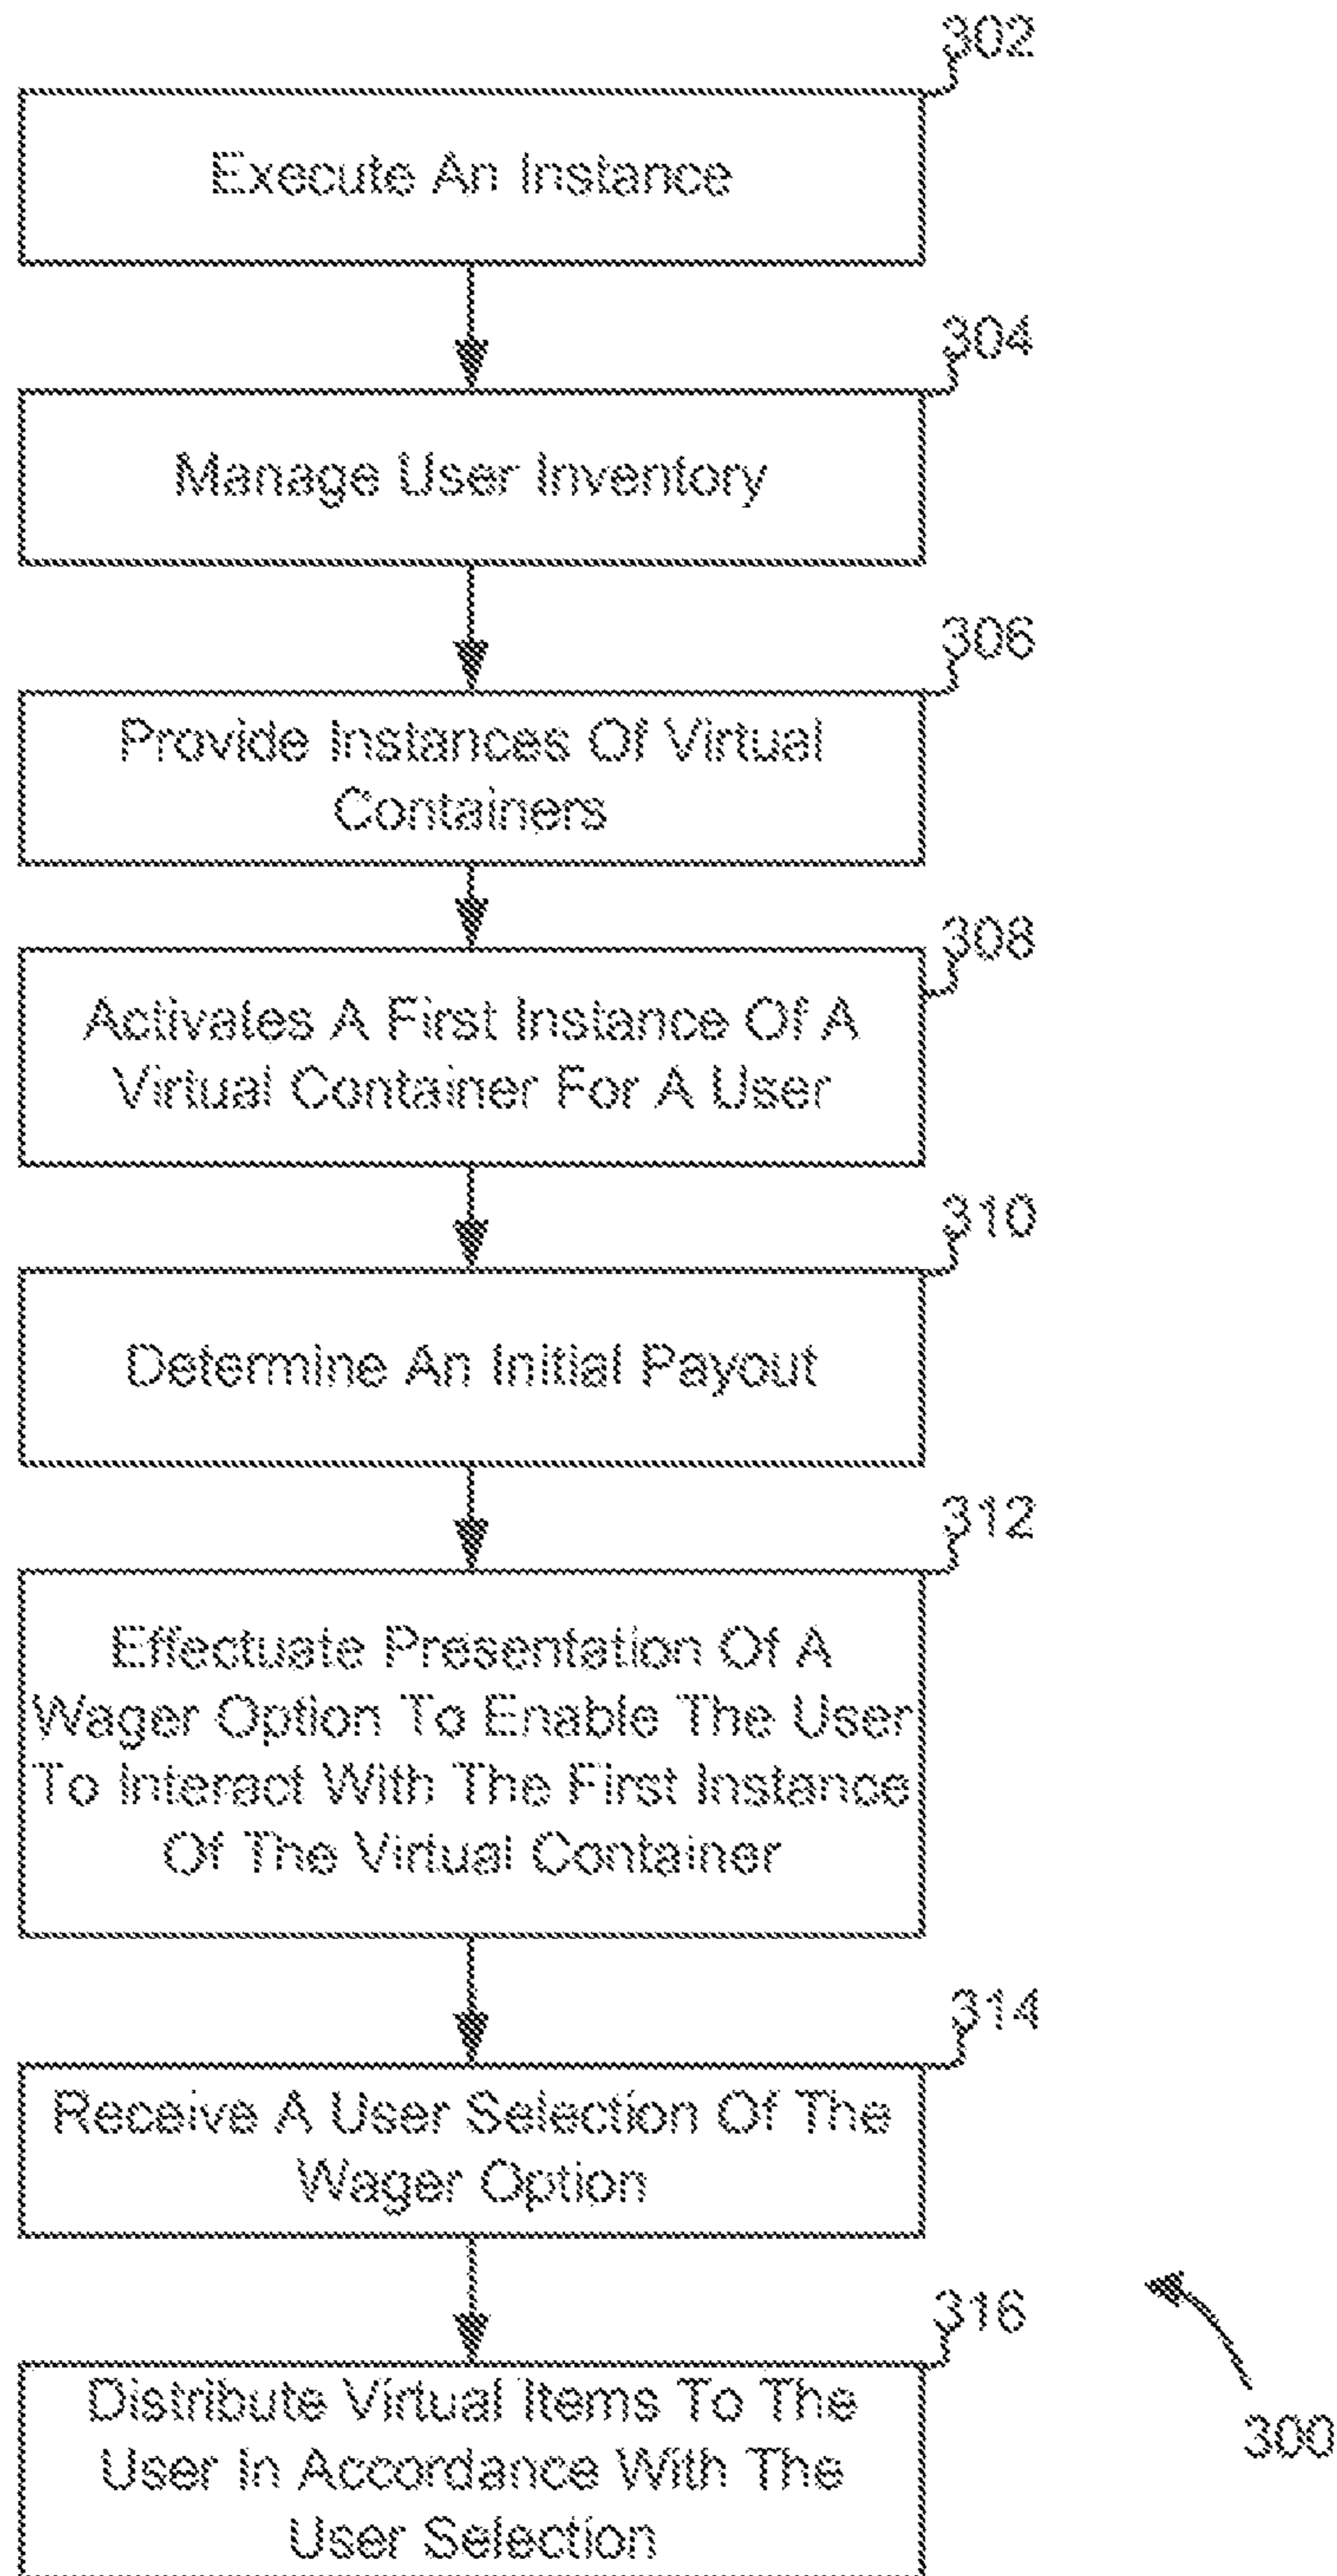 302
Execute An Instance
304
Manage User Inventory
306
Provide Instances Of Virtual
Containers
308
Activates A First Instance Of A
Virtual Container For A User
310
Determine An Initial Payout
312
Effectuate Presentation Of A
Wager Option To Enable The User
To Interact With The First Instance
Of The Virtual Container
314
Receive A User Selection Of The
Wager Option
316
Distribute Virtual Items To The
User In Accordance With The
User Selection
300